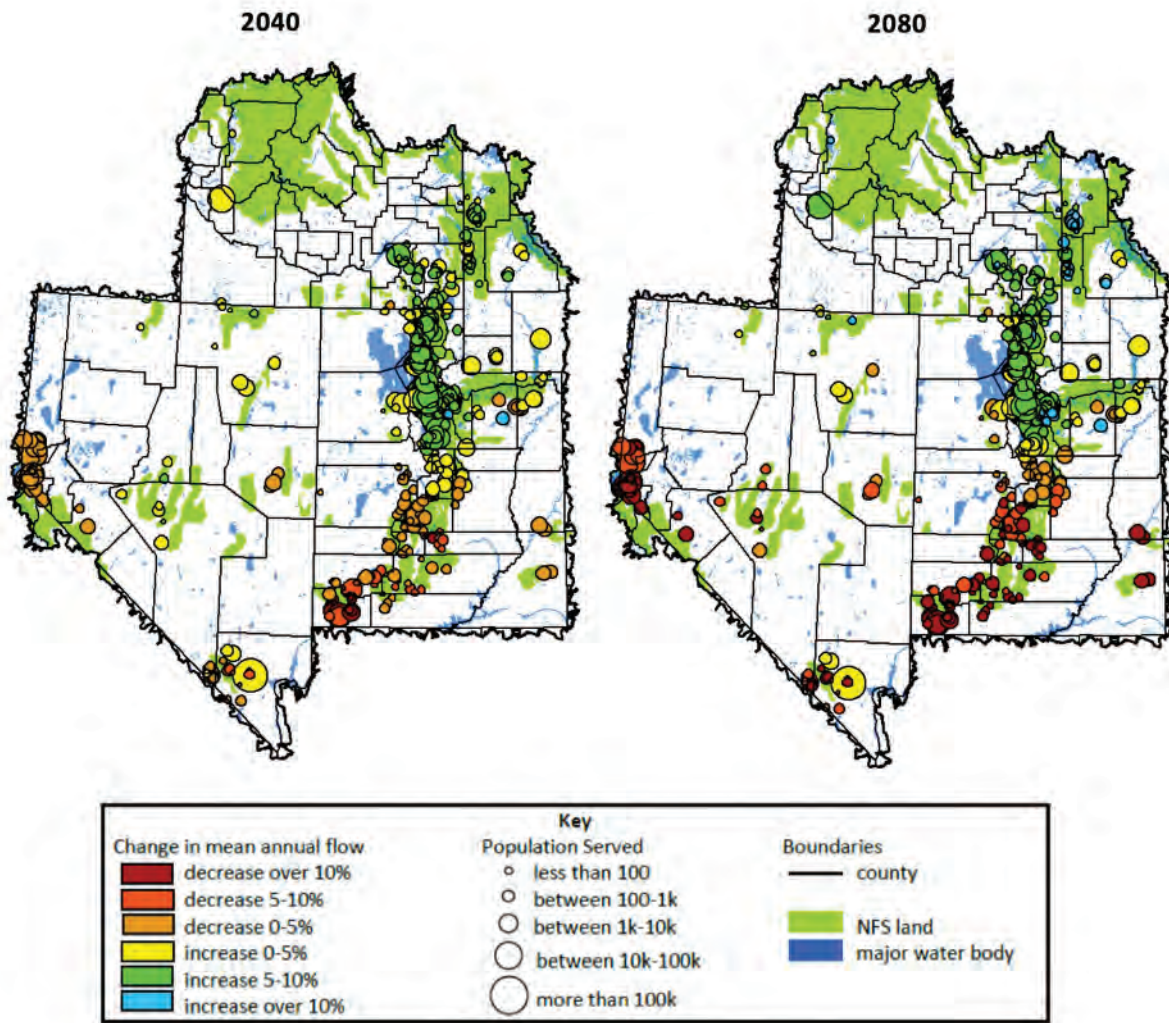 2040
2080
Key
Change in mean annual flow
decrease over 10%
decrease 5-10%
decrease 0-5%
increase 0-5%
increase 5-10%
increase over 10%
Population Served
less than 100
between 100-1k
between 1k-10k
between 10k-100k
more than 100k
Boundaries
county
NFS land
major water body